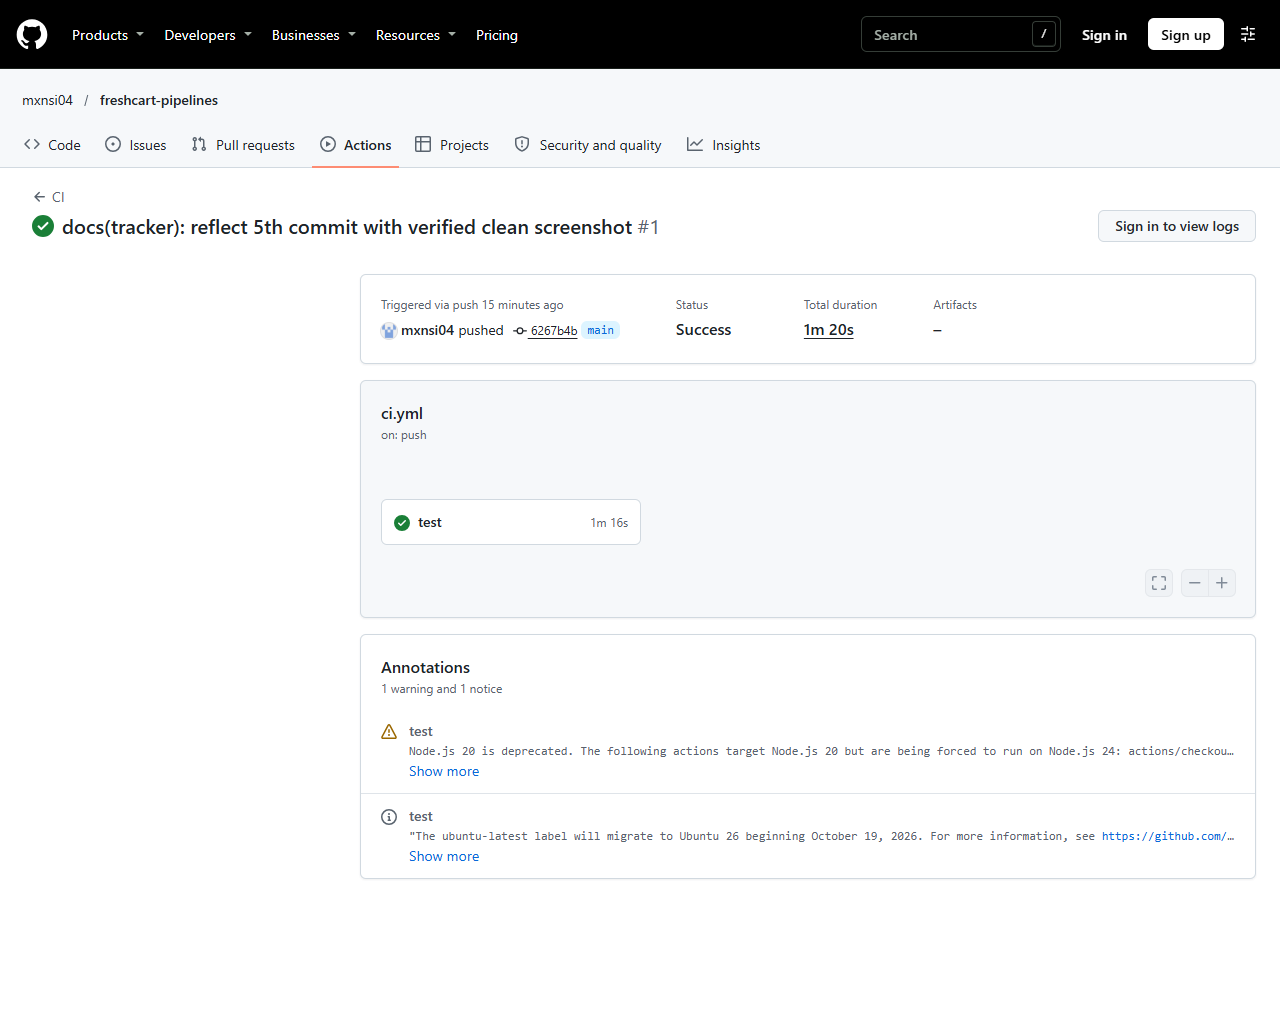 Products Developers Businesses Resources Pricing Search / Sign in Sign up
mxnsi04 / freshcart-pipelines
Code Issues Pull requests Actions Projects Security and quality Insights
CI
docs(tracker): reflect 5th commit with verified clean screenshot #1
Sign in to view logs
Triggered via push 15 minutes ago
mxnsi04 pushed 6267b4b main
Status
Success
Total duration
1m 20s
Artifacts
–
ci.yml
on: push
test 1m 16s
Annotations
1 warning and 1 notice
test
Node.js 20 is deprecated. The following actions target Node.js 20 but are being forced to run on Node.js 24: actions/checkou…
Show more
test
"The ubuntu-latest label will migrate to Ubuntu 26 beginning October 19, 2026. For more information, see https://github.com/…
Show more